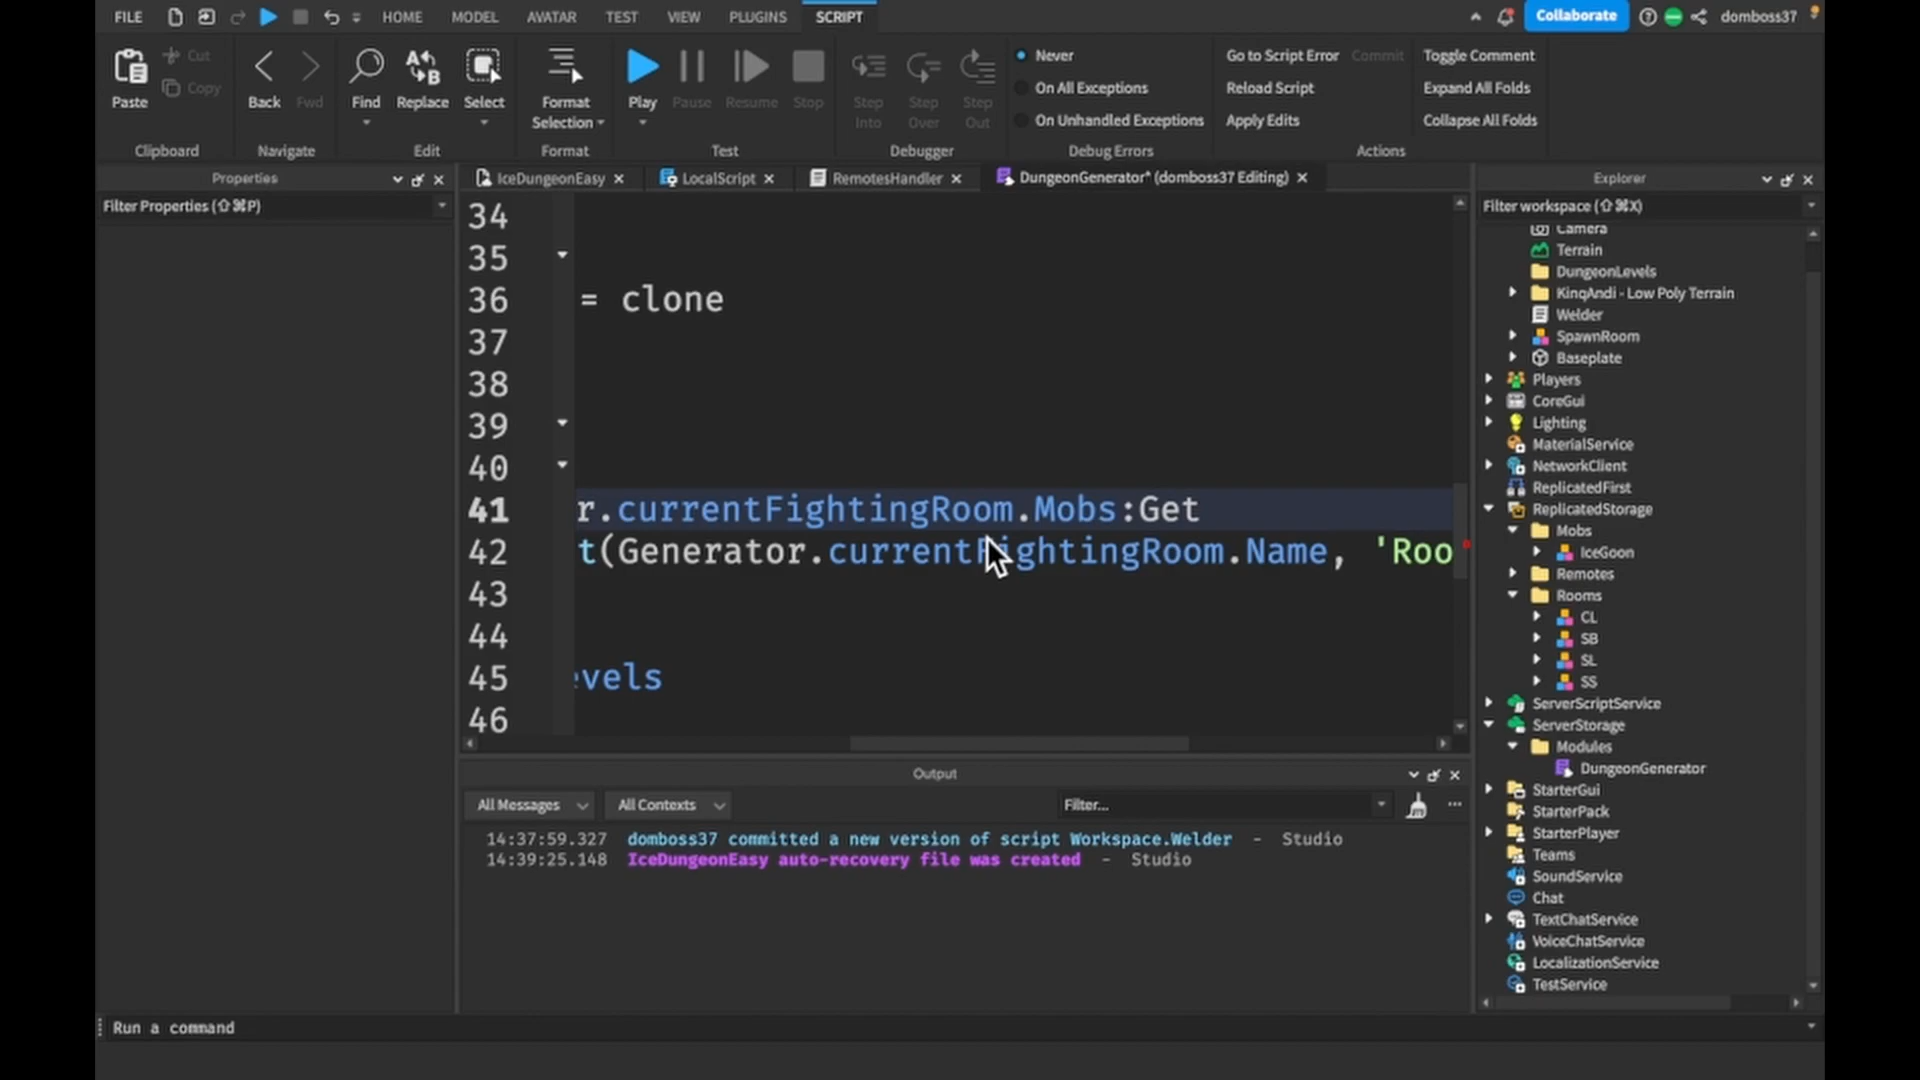 FILE HOME MODEL AVATAR TEST VIEW PLUGINS SCRIPT Collaborate domboss37
Paste Cut Copy Back Fwd Find Replace Select Format Selection Play Pause Resume Stop Step Into Step Over Step Out
Never Go to Script Error Commit Toggle Comment
On All Exceptions Reload Script Expand All Folds
On Unhandled Exceptions Apply Edits Collapse All Folds
Clipboard Navigate Edit Format Test Debugger Debug Errors Actions
Properties
Filter Properties (⇧⌘P)
IceDungeonEasy LocalScript RemotesHandler DungeonGenerator* (domboss37 Editing)
34
35
36 = clone
37
38
39
40
41 r.currentFightingRoom.Mobs:Get
42 t(Generator.currentFightingRoom.Name, 'Roo
43
44
45 evels
46
Output
All Messages All Contexts Filter...
14:37:59.327 domboss37 committed a new version of script Workspace.Welder - Studio
14:39:25.148 IceDungeonEasy auto-recovery file was created - Studio
Explorer
Filter workspace (⇧⌘X)
Camera
Terrain
DungeonLevels
KinqAndi - Low Poly Terrain
Welder
SpawnRoom
Baseplate
Players
CoreGui
Lighting
MaterialService
NetworkClient
ReplicatedFirst
ReplicatedStorage
Mobs
IceGoon
Remotes
Rooms
CL
SB
SL
SS
ServerScriptService
ServerStorage
Modules
DungeonGenerator
StarterGui
StarterPack
StarterPlayer
Teams
SoundService
Chat
TextChatService
VoiceChatService
LocalizationService
TestService
Run a command